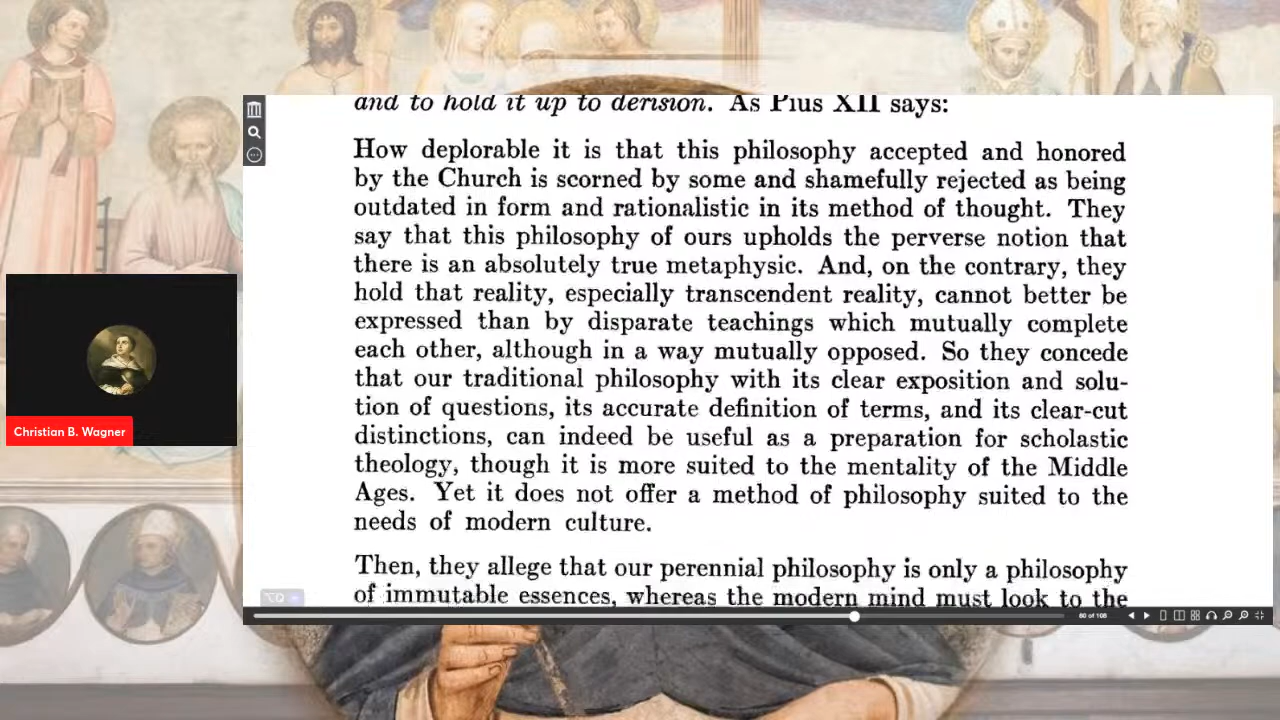 and to hold it up to derision. As Pius XII says:
How deplorable it is that this philosophy accepted and honored
by the Church is scorned by some and shamefully rejected as being
outdated in form and rationalistic in its method of thought. They
say that this philosophy of ours upholds the perverse notion that
there is an absolutely true metaphysic. And, on the contrary, they
hold that reality, especially transcendent reality, cannot better be
expressed than by disparate teachings which mutually complete
each other, although in a way mutually opposed. So they concede
that our traditional philosophy with its clear exposition and solu-
tion of questions, its accurate definition of terms, and its clear-cut
distinctions, can indeed be useful as a preparation for scholastic
theology, though it is more suited to the mentality of the Middle
Ages. Yet it does not offer a method of philosophy suited to the
needs of modern culture.
Then, they allege that our perennial philosophy is only a philosophy
of immutable essences, whereas the modern mind must look to the
Christian B. Wagner
60 of 108